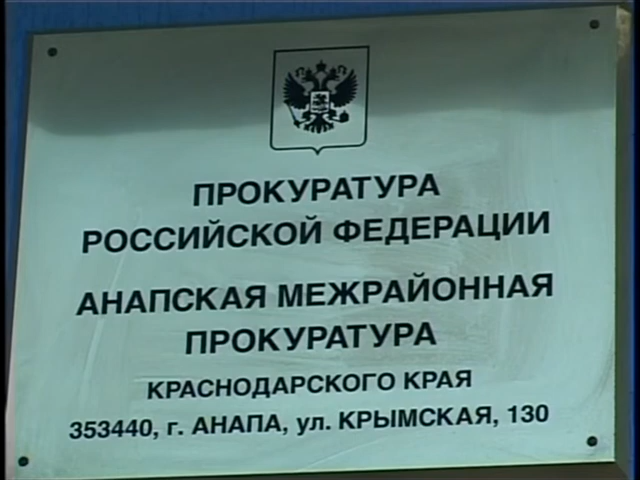 ПРОКУРАТУРА
РОССИЙСКОЙ ФЕДЕРАЦИИ
АНАПСКАЯ МЕЖРАЙОННАЯ
ПРОКУРАТУРА
КРАСНОДАРСКОГО КРАЯ
353440, г. АНАПА, ул. КРЫМСКАЯ, 130